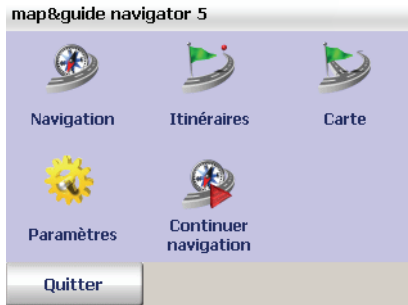 map&guide navigator 5
Navigation
Itinéraires
Carte
Paramètres
Continuer
navigation
Quitter